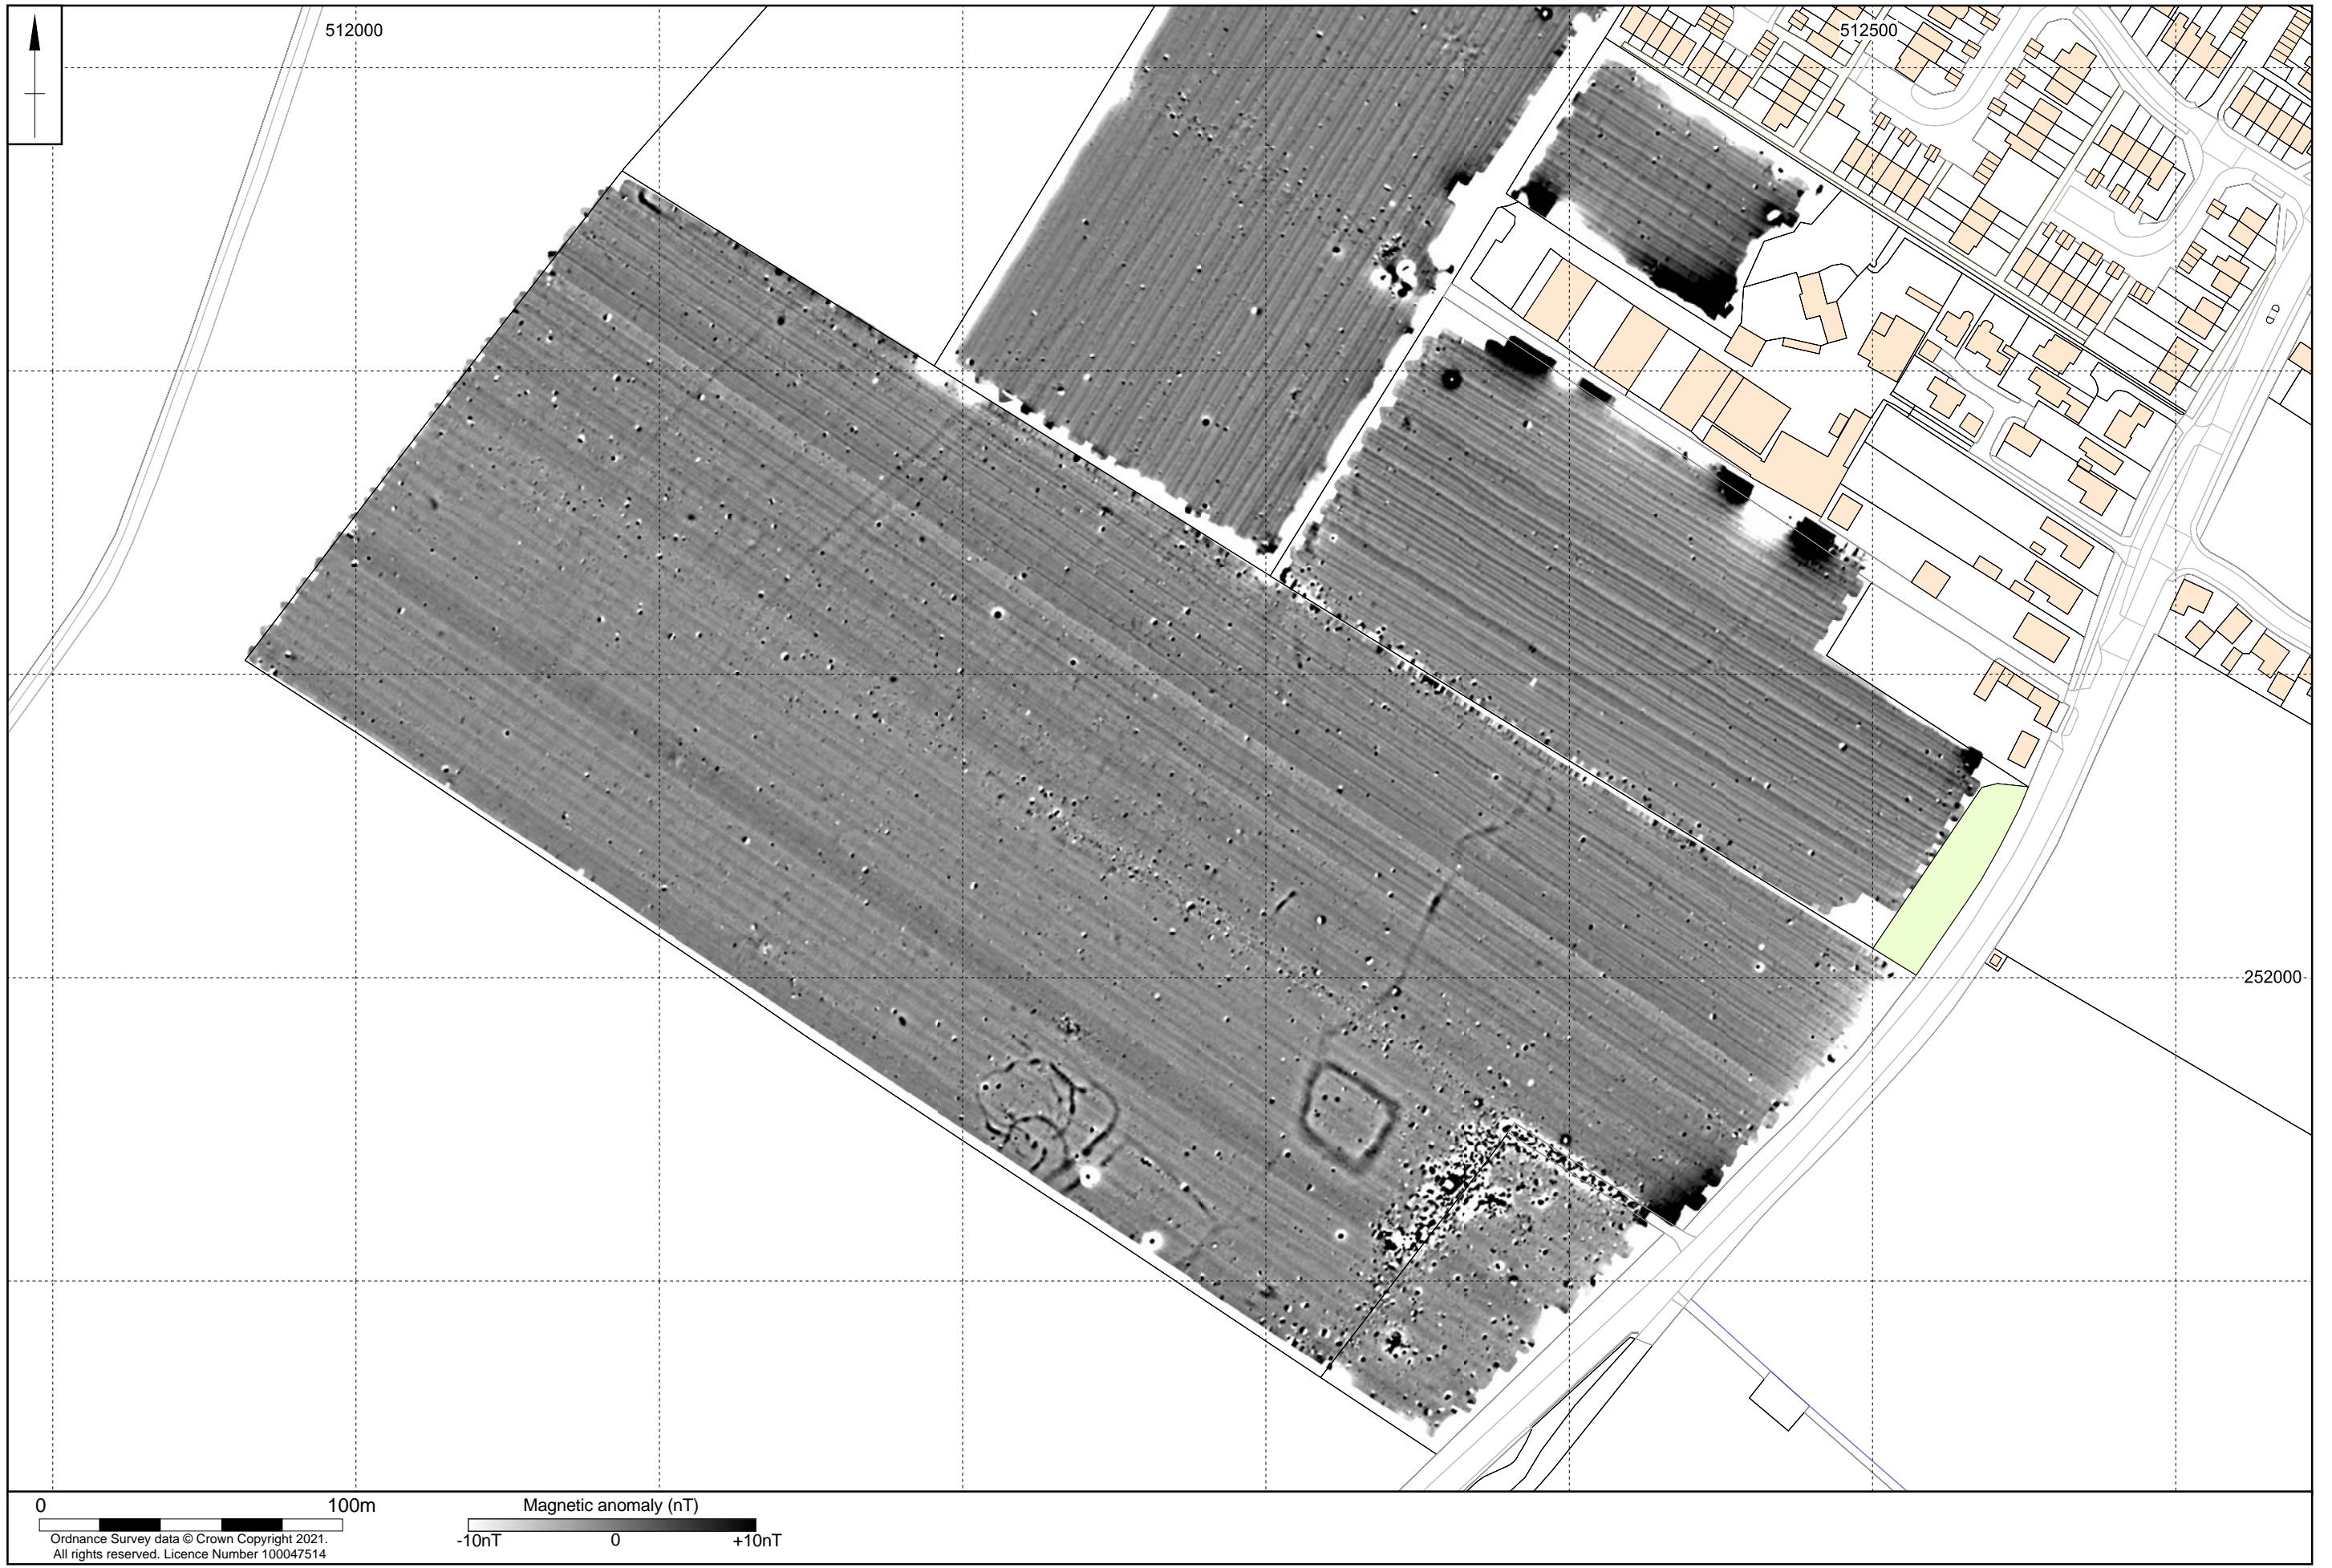 512000
512500
252000
0
100m
Magnetic anomaly (nT)
Ordnance Survey data © Crown Copyright 2021.
-10nT
0
+10nT
All rights reserved. Licence Number 100047514